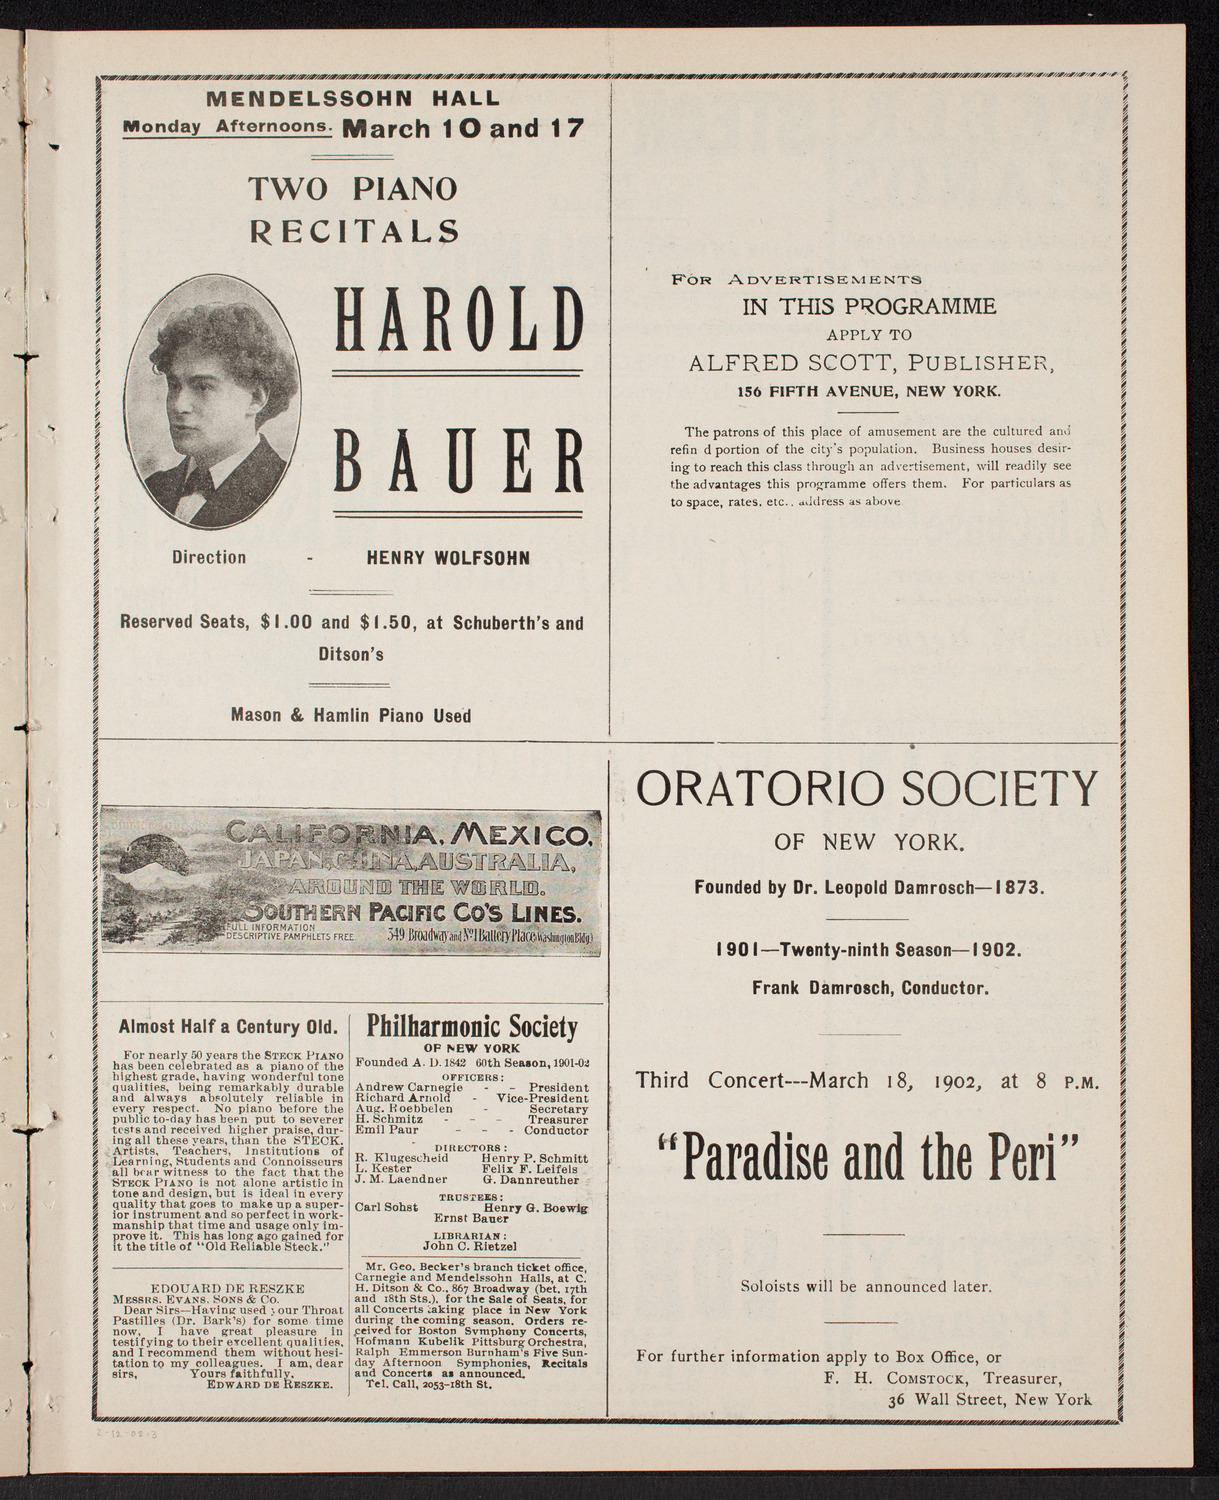 MENDELSSOHN HALL
Monday Afternoons. March 10 and 17
TWO PIANO
RECITALS
HAROLD
BAUER
Direction - HENRY WOLFSOHN
Reserved Seats, $1.00 and $1.50, at Schuberth's and
Ditson's
Mason & Hamlin Piano Used
FOR ADVERTISEMENTS
IN THIS PROGRAMME
APPLY TO
ALFRED SCOTT, PUBLISHER,
156 FIFTH AVENUE, NEW YORK.
The patrons of this place of amusement are the cultured and
refin d portion of the city's population. Business houses desir-
ing to reach this class through an advertisement, will readily see
the advantages this programme offers them. For particulars as
to space, rates, etc., address as above
CALIFORNIA, MEXICO,
JAPAN, CHINA, AUSTRALIA,
AROUND THE WORLD.
SOUTHERN PACIFIC CO'S LINES.
FULL INFORMATION
DESCRIPTIVE PAMPHLETS FREE. 349 Broadway and No 1 Battery Place (Washington Bldg)
Almost Half a Century Old.
For nearly 50 years the STECK PIANO
has been celebrated as a piano of the
highest grade, having wonderful tone
qualities, being remarkably durable
and always absolutely reliable in
every respect. No piano before the
public to-day has been put to severer
tests and received higher praise, dur-
ing all these years, than the STECK.
Artists, Teachers, Institutions of
Learning, Students and Connoisseurs
all bear witness to the fact that the
STECK PIANO is not alone artistic in
tone and design, but is ideal in every
quality that goes to make up a super-
ior instrument and so perfect in work-
manship that time and usage only im-
prove it. This has long ago gained for
it the title of "Old Reliable Steck."
EDOUARD DE RESZKE
MESSRS. EVANS, SONS & CO.
Dear Sirs—Having used your Throat
Pastilles (Dr. Bark's) for some time
now, I have great pleasure in
testifying to their excellent qualities,
and I recommend them without hesi-
tation to my colleagues. I am, dear
sirs, Yours faithfully,
EDWARD DE RESZKE.
Philharmonic Society
OF NEW YORK
Founded A. D. 1842 60th Season, 1901-02
OFFICERS:
Andrew Carnegie - - President
Richard Arnold - Vice-President
Aug. Roebbelen - Secretary
H. Schmitz - - Treasurer
Emil Paur - - - Conductor
DIRECTORS:
R. Klugescheid Henry P. Schmitt
L. Kester Felix F. Leifels
J. M. Laendner G. Dannreuther
TRUSTEES:
Carl Sohst Henry G. Boewig
Ernst Bauer
LIBRARIAN:
John C. Rietzel
Mr. Geo. Becker's branch ticket office,
Carnegie and Mendelssohn Halls, at C.
H. Ditson & Co., 867 Broadway (bet. 17th
and 18th Sts.), for the Sale of Seats, for
all Concerts taking place in New York
during the coming season. Orders re-
ceived for Boston Symphony Concerts,
Hofmann Kubelik Pittsburg Orchestra,
Ralph Emmerson Burnham's Five Sun-
day Afternoon Symphonies, Recitals
and Concerts as announced.
Tel. Call, 2053-18th St.
ORATORIO SOCIETY
OF NEW YORK.
Founded by Dr. Leopold Damrosch—1873.
1901—Twenty-ninth Season—1902.
Frank Damrosch, Conductor.
Third Concert---March 18, 1902, at 8 P.M.
"Paradise and the Peri"
Soloists will be announced later.
For further information apply to Box Office, or
F. H. COMSTOCK, Treasurer,
36 Wall Street, New York
2-12-02-3